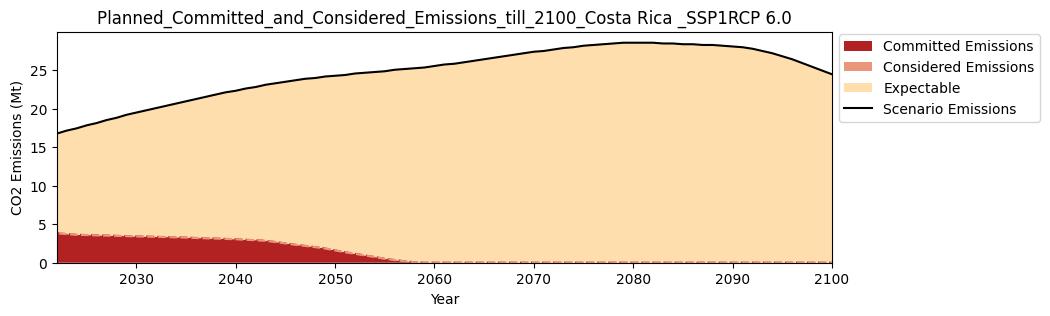 Planned_Committed_and_Considered_Emissions_till_2100_Costa Rica _SSP1RCP 6.0
CO2 Emissions (Mt)
25
20
15
10
5
0
2030 2040 2050 2060 2070 2080 2090 2100
Year
Committed Emissions
Considered Emissions
Expectable
Scenario Emissions